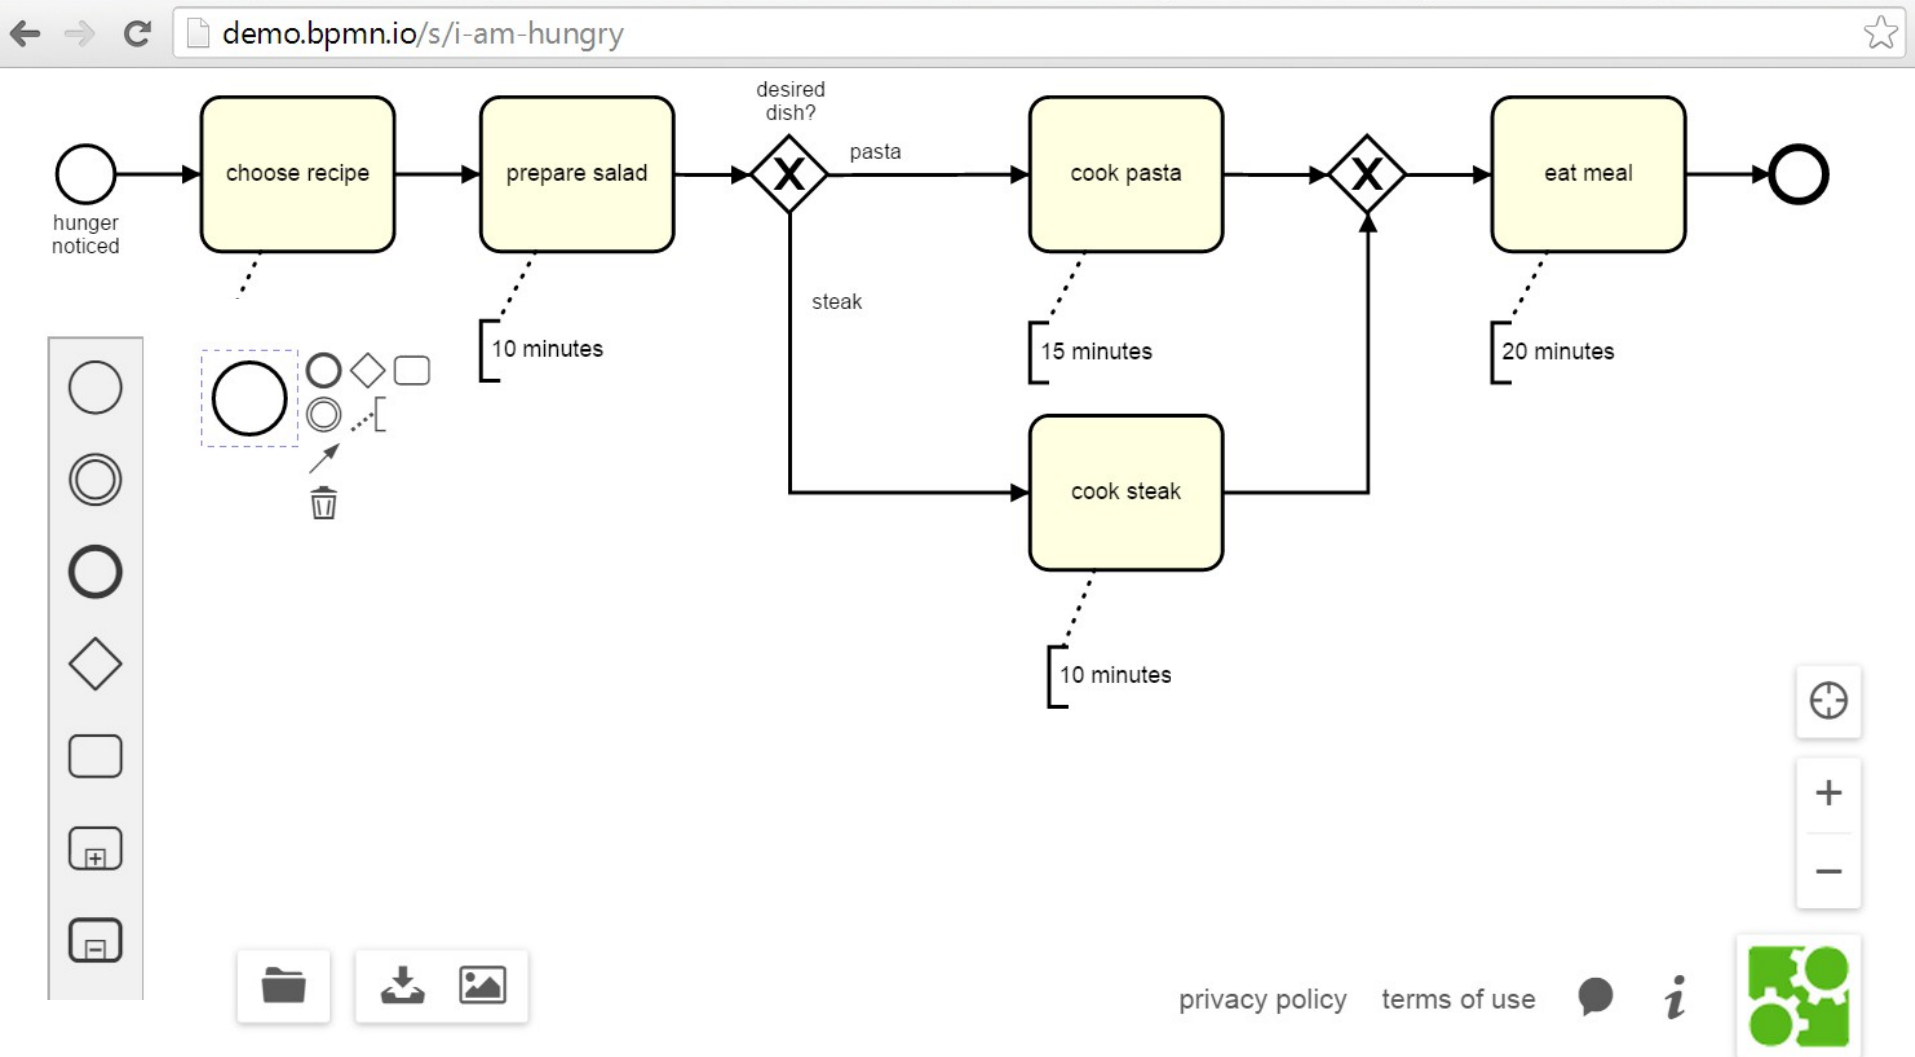 demo.bpmn.io/s/i-am-hungry
desired
dish?
choose recipe
prepare salad
X
pasta
cook pasta
X
eat meal
hunger
noticed
steak
10 minutes
15 minutes
20 minutes
cook steak
10 minutes
privacy policy
terms of use